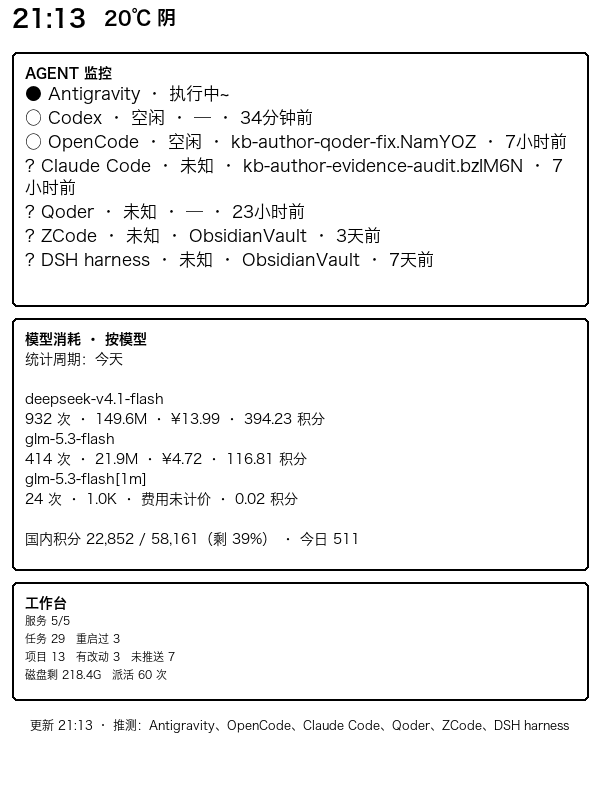 21:13 20℃ 阴
AGENT 监控
● Antigravity · 执行中~
○ Codex · 空闲 · — · 34分钟前
○ OpenCode · 空闲 · kb-author-qoder-fix.NamYOZ · 7小时前
? Claude Code · 未知 · kb-author-evidence-audit.bzlM6N · 7
小时前
? Qoder · 未知 · — · 23小时前
? ZCode · 未知 · ObsidianVault · 3天前
? DSH harness · 未知 · ObsidianVault · 7天前
模型消耗 · 按模型
统计周期：今天
deepseek-v4.1-flash
932 次 · 149.6M · ¥13.99 · 394.23 积分
glm-5.3-flash
414 次 · 21.9M · ¥4.72 · 116.81 积分
glm-5.3-flash[1m]
24 次 · 1.0K · 费用未计价 · 0.02 积分
国内积分 22,852 / 58,161（剩 39%） · 今日 511
工作台
服务 5/5
任务 29 重启过 3
项目 13 有改动 3 未推送 7
磁盘剩 218.4G 派活 60 次
更新 21:13 · 推测：Antigravity、OpenCode、Claude Code、Qoder、ZCode、DSH harness